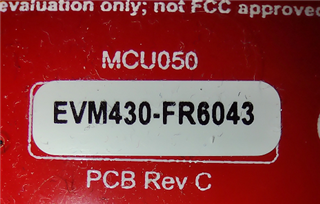 evaluation only; not FCC approved
MCU050
EVM430-FR6043
PCB Rev C